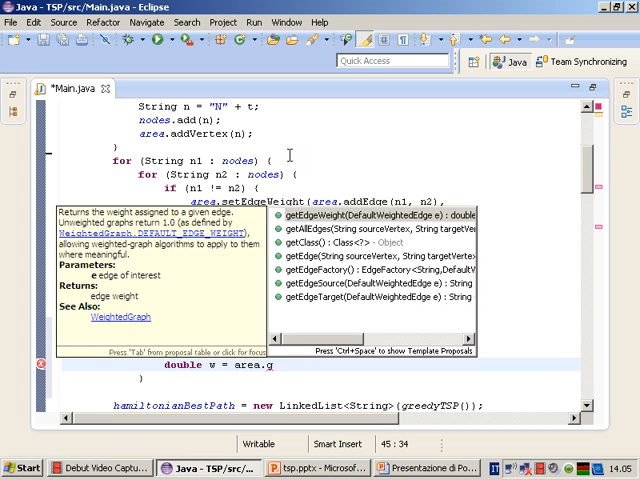 Java - TSP/src/Main.java - Eclipse
File Edit Source Refactor Navigate Search Project Run Window Help
Quick Access
Java
Team Synchronizing
*Main.java
String n = "N" + t;
nodes.add(n);
area.addVertex(n);
}
for (String n1 : nodes) {
for (String n2 : nodes) {
if (n1 != n2) {
area.setEdgeWeight(area.addEdge(n1, n2),
Returns the weight assigned to a given edge.
Unweighted graphs return 1.0 (as defined by
WeightedGraph.DEFAULT_EDGE_WEIGHT),
allowing weighted-graph algorithms to apply to them
where meaningful.
Parameters:
e edge of interest
Returns:
edge weight
See Also:
WeightedGraph
Press 'Tab' from proposal table or click for focus
getEdgeWeight(DefaultWeightedEdge e) : double
getAllEdges(String sourceVertex, String targetVer
getClass() : Class<?> - Object
getEdge(String sourceVertex, String targetVertex
getEdgeFactory() : EdgeFactory<String,DefaultW
getEdgeSource(DefaultWeightedEdge e) : String
getEdgeTarget(DefaultWeightedEdge e) : String
Press 'Ctrl+Space' to show Template Proposals
double w = area.g
}
hamiltonianBestPath = new LinkedList<String>(greedyTSP());
Writable
Smart Insert
45 : 34
Start
Debut Video Captu...
Java - TSP/src/...
tsp.pptx - Microsof...
Presentazione di Po...
IT
14.05